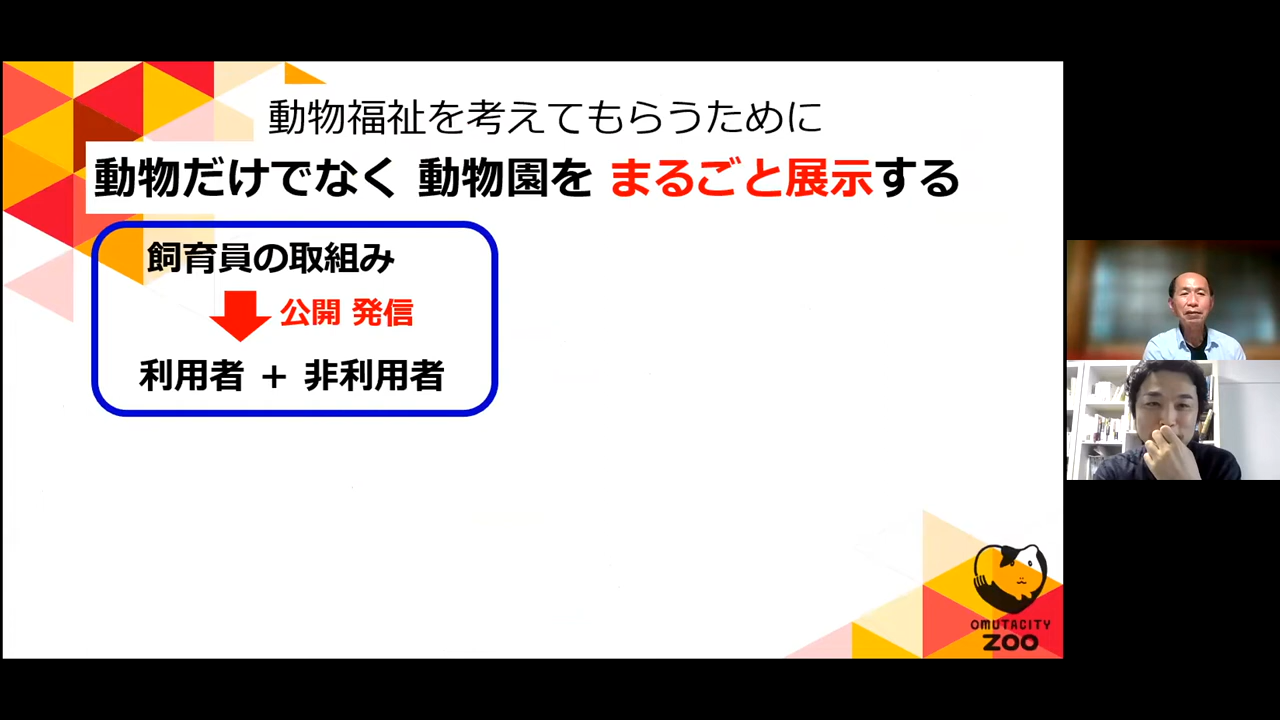 動物福祉を考えてもらうために
動物だけでなく 動物園を まるごと展示する
飼育員の取組み
公開 発信
利用者 ＋ 非利用者
OMUTACITY
ZOO